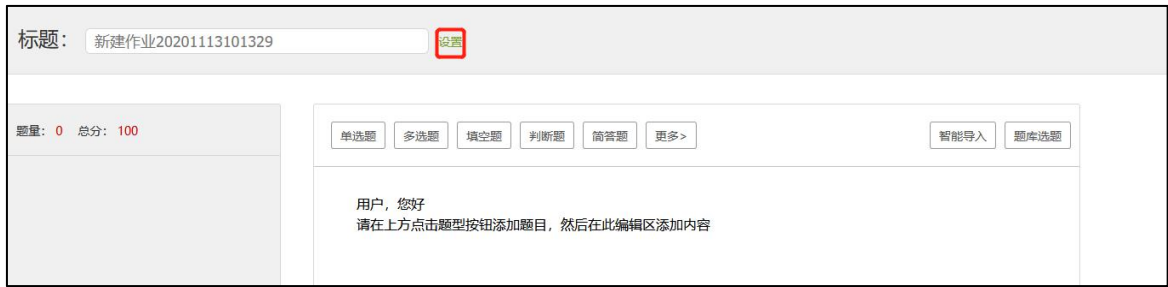 标题： 新建作业20201113101329 设置
题量：0 总分：100
单选题 多选题 填空题 判断题 简答题 更多> 智能导入 题库选题
用户，您好
请在上方点击题型按钮添加题目，然后在此编辑区添加内容